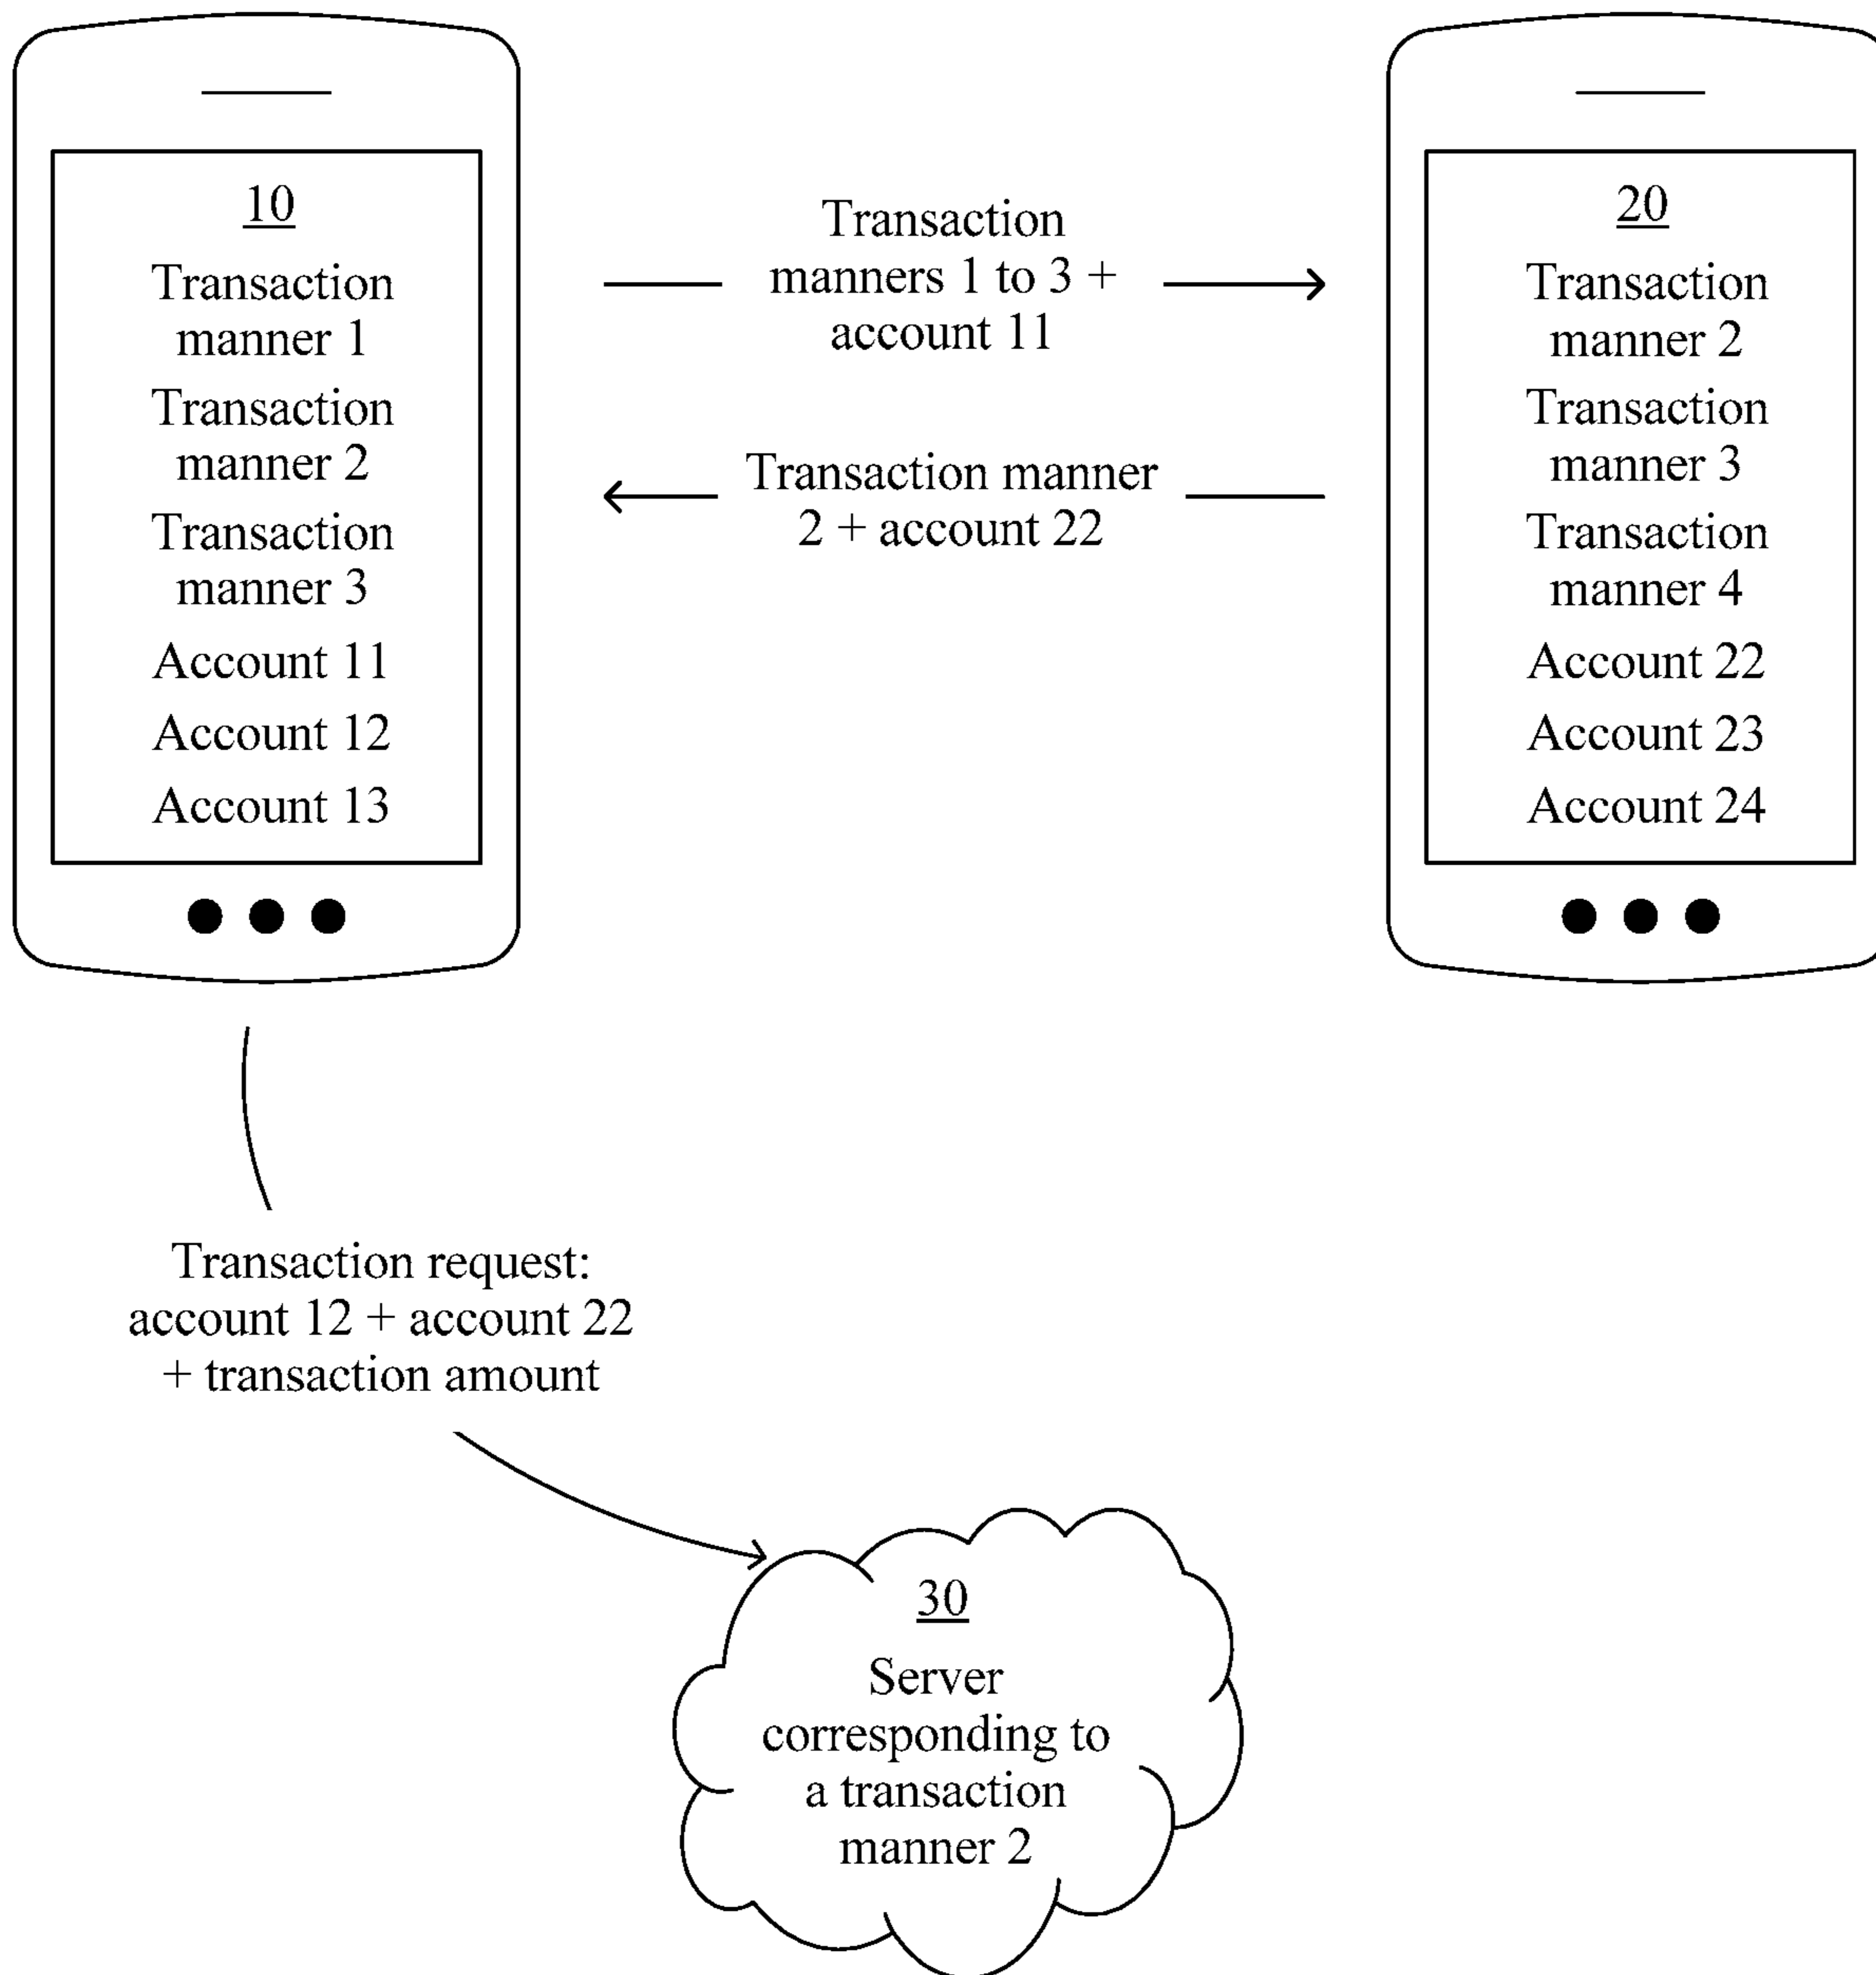 10
Transaction
manner 1
Transaction
manner 2
Transaction
manner 3
Account 11
Account 12
Account 13
Transaction
manners 1 to 3 +
account 11
Transaction manner
2 + account 22
20
Transaction
manner 2
Transaction
manner 3
Transaction
manner 4
Account 22
Account 23
Account 24
Transaction request:
account 12 + account 22
+ transaction amount
30
Server
corresponding to
a transaction
manner 2